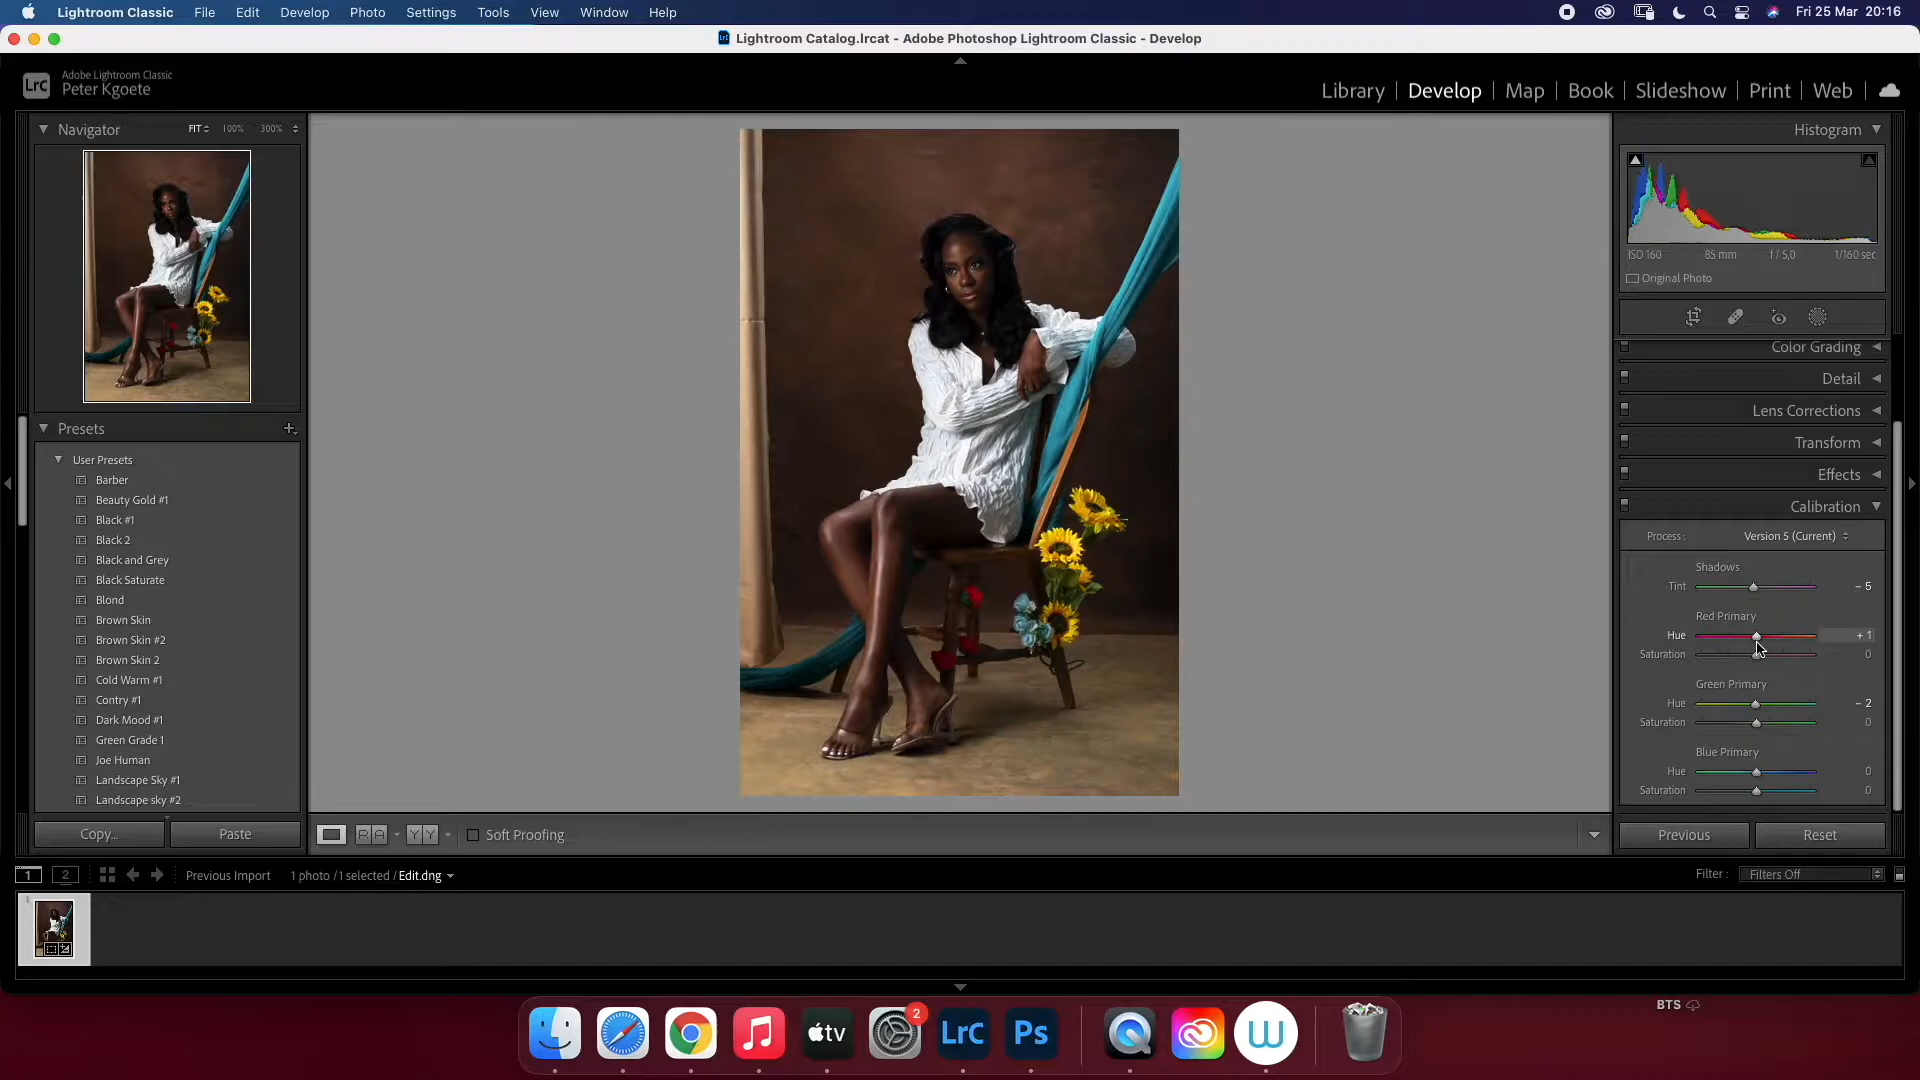 Lightroom Classic File Edit Develop Photo Settings Tools View Window Help Fri 25 Mar 20:16
Lightroom Catalog.lrcat - Adobe Photoshop Lightroom Classic - Develop
LrC Adobe Lightroom Classic
Peter Kgoete
Library | Develop | Map | Book | Slideshow | Print | Web
Navigator FIT 100% 300%
Presets +
User Presets
Barber
Beauty Gold #1
Black #1
Black 2
Black and Grey
Black Saturate
Blond
Brown Skin
Brown Skin #2
Brown Skin 2
Cold Warm #1
Contry #1
Dark Mood #1
Green Grade 1
Joe Human
Landscape Sky #1
Landscape sky #2
Copy... Paste
R A Y Y Soft Proofing
Histogram
ISO 160 85 mm f / 5,0 1/160 sec
Original Photo
Color Grading
Detail
Lens Corrections
Transform
Effects
Calibration
Process : Version 5 (Current)
Shadows
Tint - 5
Red Primary
Hue + 1
Saturation 0
Green Primary
Hue - 2
Saturation 0
Blue Primary
Hue 0
Saturation 0
Previous Reset
1 2 Previous Import 1 photo / 1 selected / Edit.dng Filter : Filters Off
BTS
2
tv LrC Ps W